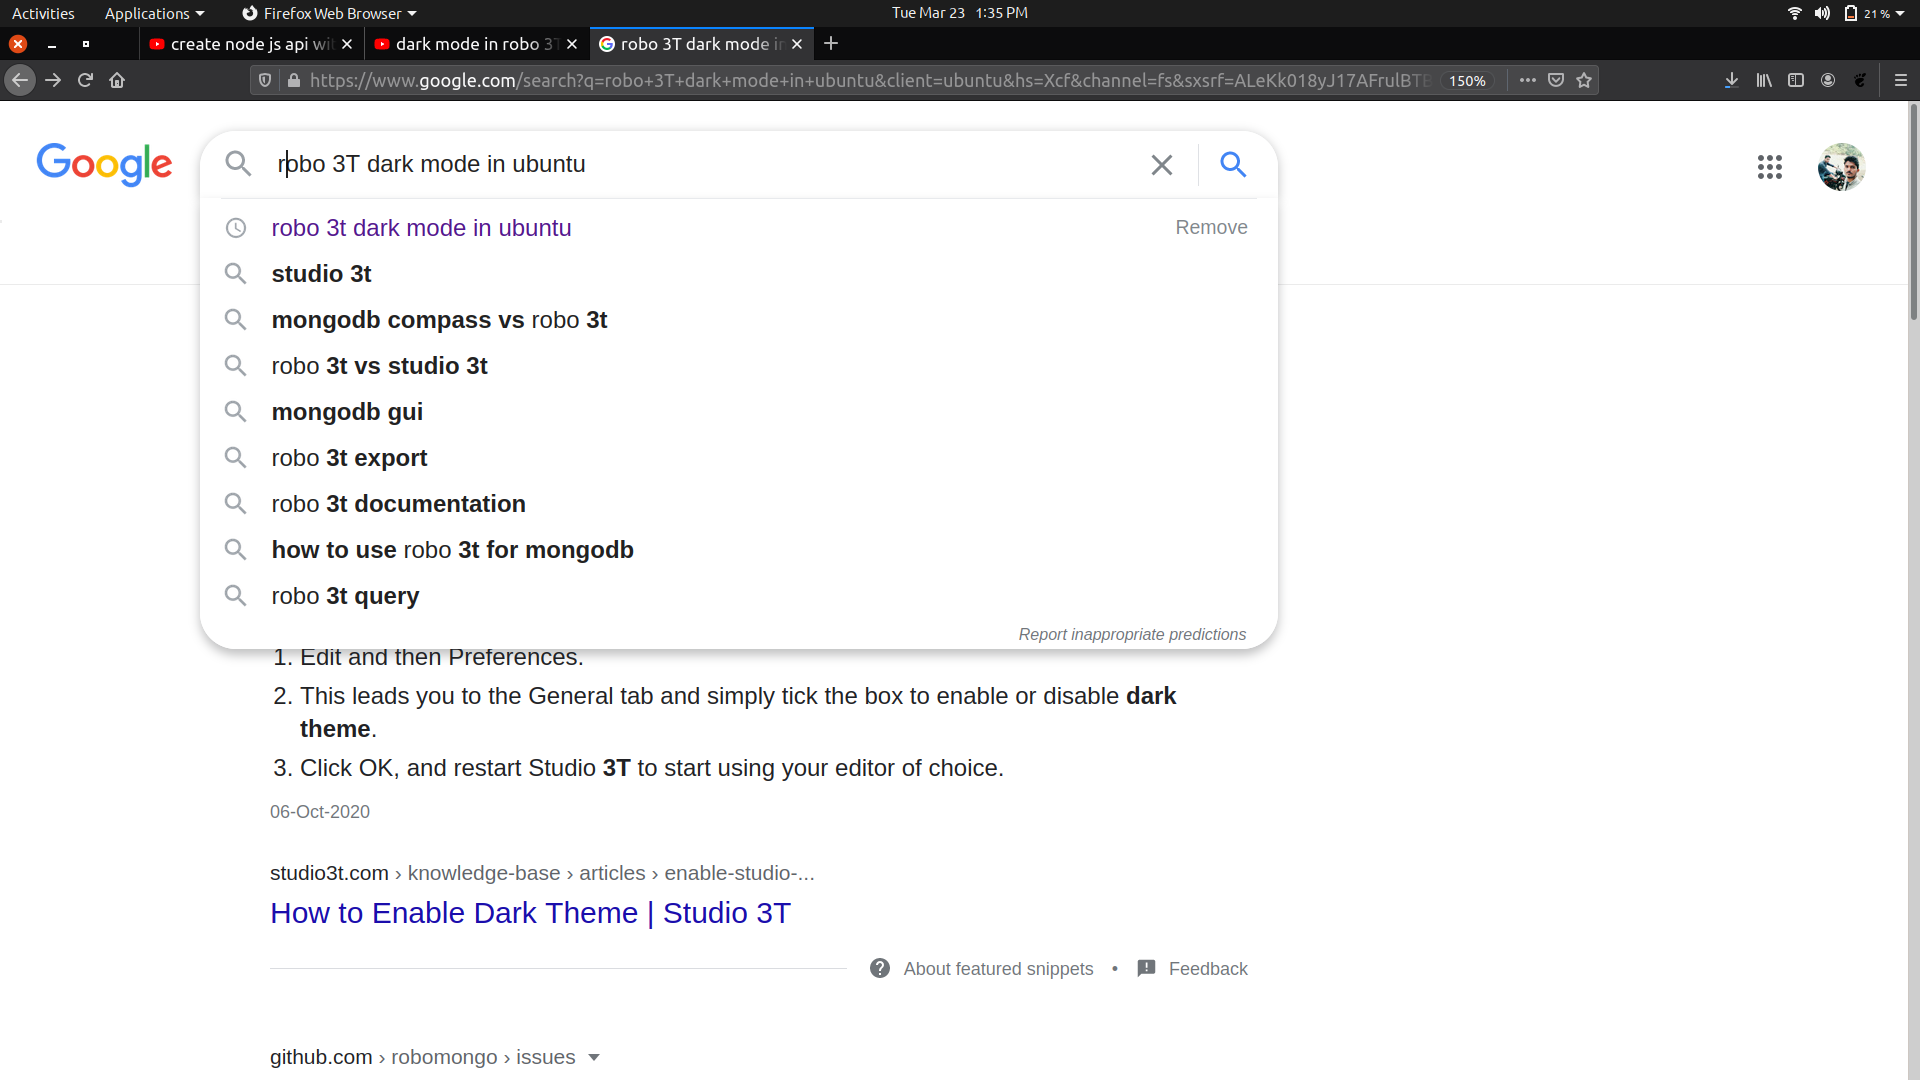 Activities Applications Firefox Web Browser Tue Mar 23 1:35 PM 21 %
create node js api wit dark mode in robo 3T robo 3T dark mode in
https://www.google.com/search?q=robo+3T+dark+mode+in+ubuntu&client=ubuntu&hs=Xcf&channel=fs&sxsrf=ALeKk018yJ17AFrulBTB 150%
Google robo 3T dark mode in ubuntu
robo 3t dark mode in ubuntu Remove
studio 3t
mongodb compass vs robo 3t
robo 3t vs studio 3t
mongodb gui
robo 3t export
robo 3t documentation
how to use robo 3t for mongodb
robo 3t query
Report inappropriate predictions
1. Edit and then Preferences.
2. This leads you to the General tab and simply tick the box to enable or disable dark
theme.
3. Click OK, and restart Studio 3T to start using your editor of choice.
06-Oct-2020
studio3t.com › knowledge-base › articles › enable-studio-...
How to Enable Dark Theme | Studio 3T
About featured snippets • Feedback
github.com › robomongo › issues